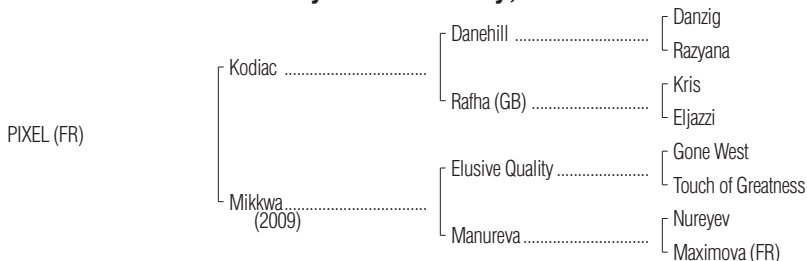 Danzig
Danehill
Razyana
Kodiac
Kris
Rafha (GB)
Eljazzi
PIXEL (FR)
Gone West
Elusive Quality
Touch of Greatness
Mikkwa
(2009)
Nureyev
Manureva
Maximova (FR)